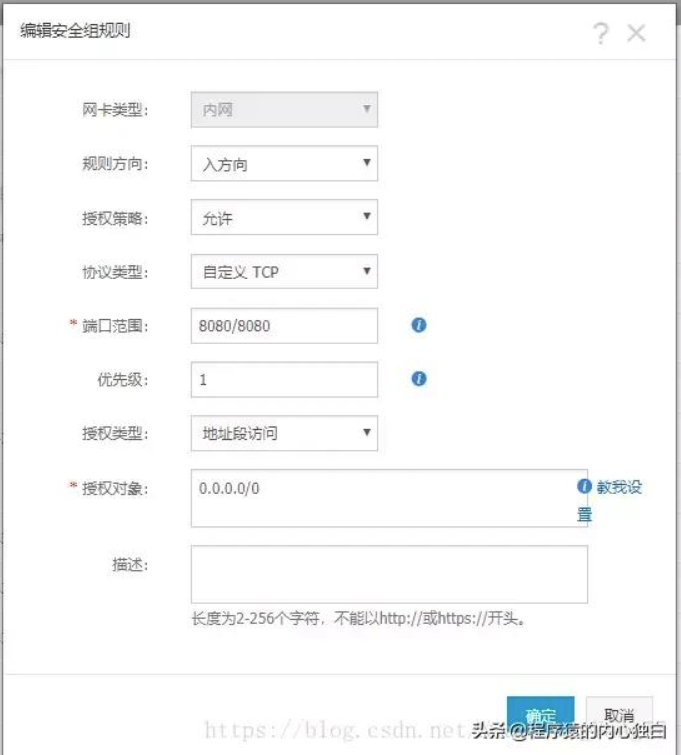 编辑安全组规则
网卡类型： 内网
规则方向： 入方向
授权策略： 允许
协议类型： 自定义 TCP
* 端口范围： 8080/8080
优先级： 1
授权类型： 地址段访问
* 授权对象： 0.0.0.0/0 教我设
置
描述：
长度为2-256个字符，不能以http://或https://开头。
确定 取消
https://blog.csdn.net/
头条 @程序猿的内心独白